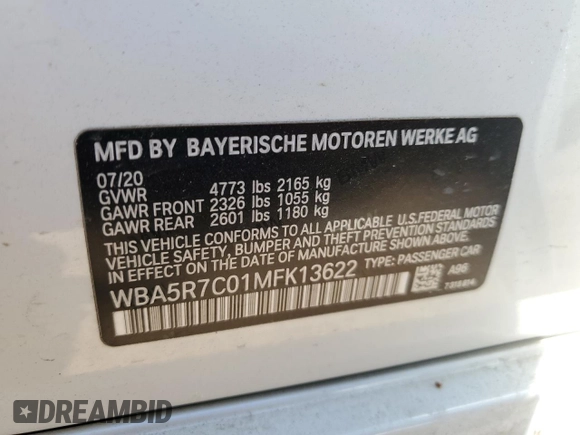 MFD BY BAYERISCHE MOTOREN WERKE AG
07/20
GVWR 4773 lbs 2165 kg
GAWR FRONT 2326 lbs 1055 kg
GAWR REAR 2601 lbs 1180 kg
THIS VEHICLE CONFORMS TO ALL APPLICABLE U.S.FEDERAL MOTOR
VEHICLE SAFETY, BUMPER AND THEFT PREVENTION STANDARDS
IN EFFECT ON THE DATE OF MANUFACTURE SHOWN ABOVE.
WBA5R7C01MFK13622 TYPE: PASSENGER CAR
A96
DREAMBID